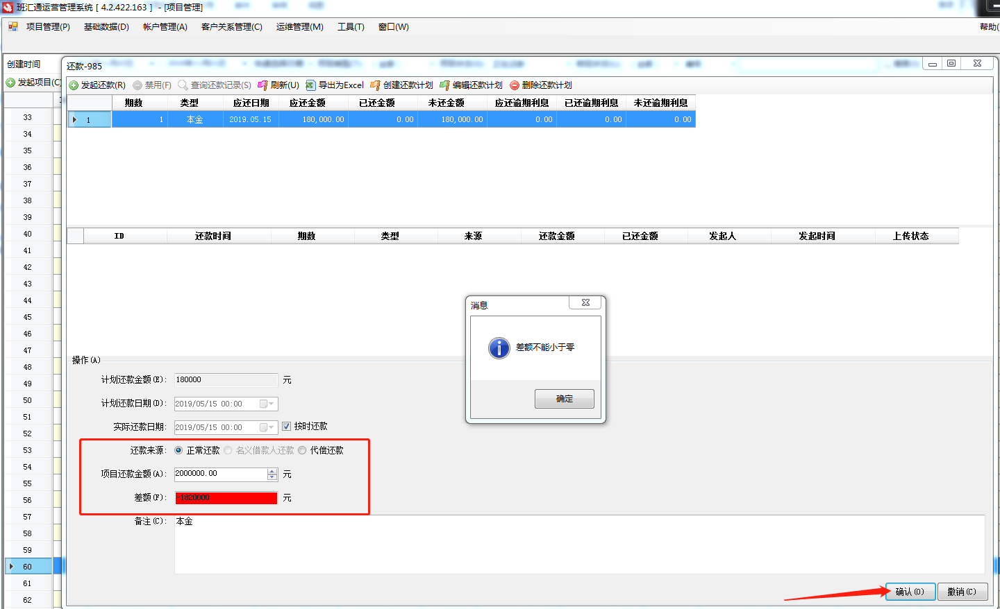 班汇通运营管理系统 [ 4.2.422.163 ] - [项目管理]
项目管理(P) 基础数据(D) 帐户管理(A) 客户关系管理(C) 运维管理(M) 工具(T) 窗口(W) 帮助(
创建时间
还款-985
发起项目(C)
发起还款(R) 禁用(F) 查询还款记录(S) 刷新(U) 导出为Excel 创建还款计划 编辑还款计划 删除还款计划
期数 类型 应还日期 应还金额 已还金额 未还金额 应还逾期利息 已还逾期利息 未还逾期利息
1 1 本金 2019.05.15 180,000.00 0.00 180,000.00 0.00 0.00 0.00
33
34
35
36
37
38
39
40
41
42
43
44
45
46
47
48
49
50
51
52
53
54
55
56
57
58
59
60
61
62
ID 还款时间 期数 类型 来源 还款金额 已还金额 发起人 发起时间 上传状态
消息
差额不能小于零
确定
操作(A)
计划还款金额(E): 180000 元
计划还款日期(D): 2019/05/15 00:00
实际还款日期: 2019/05/15 00:00 按时还款
还款来源: 正常还款 名义借款人还款 代偿还款
项目还款金额(A): 2000000.00 元
差额(F): -1820000 元
备注(C): 本金
确认(O) 撤销(C)